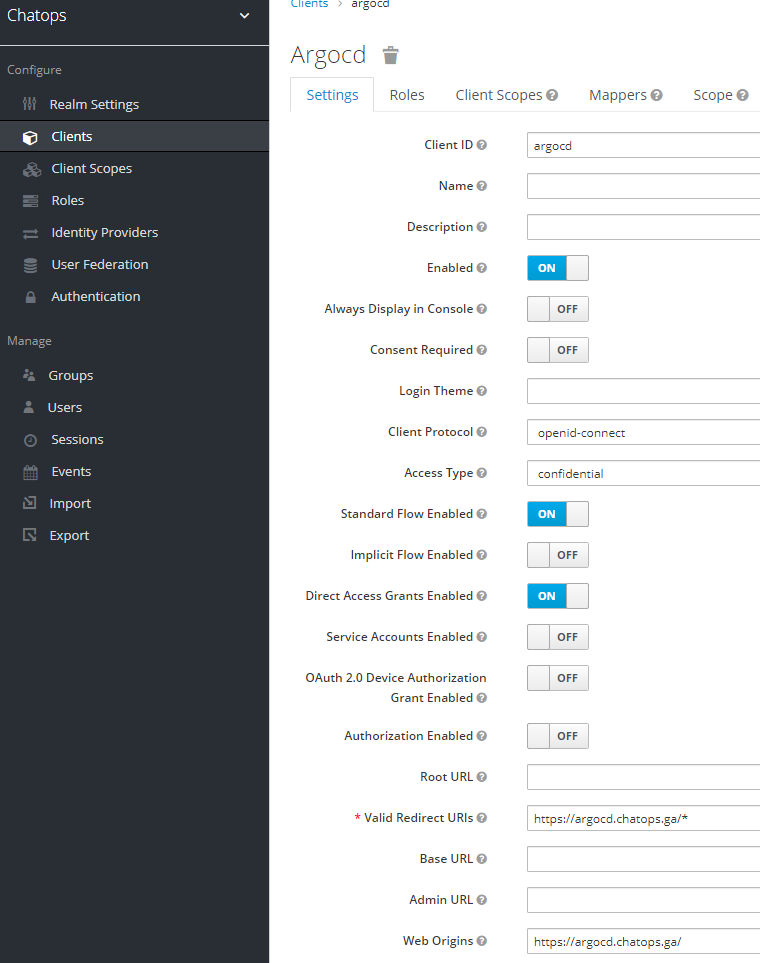 Chatops
Clients > argocd
Argocd
Configure
Realm Settings
Clients
Client Scopes
Roles
Identity Providers
User Federation
Authentication
Manage
Groups
Users
Sessions
Events
Import
Export
Settings Roles Client Scopes Mappers Scope
Client ID argocd
Name
Description
Enabled ON
Always Display in Console OFF
Consent Required OFF
Login Theme
Client Protocol openid-connect
Access Type confidential
Standard Flow Enabled ON
Implicit Flow Enabled OFF
Direct Access Grants Enabled ON
Service Accounts Enabled OFF
OAuth 2.0 Device Authorization
Grant Enabled OFF
Authorization Enabled OFF
Root URL
* Valid Redirect URIs https://argocd.chatops.ga/*
Base URL
Admin URL
Web Origins https://argocd.chatops.ga/